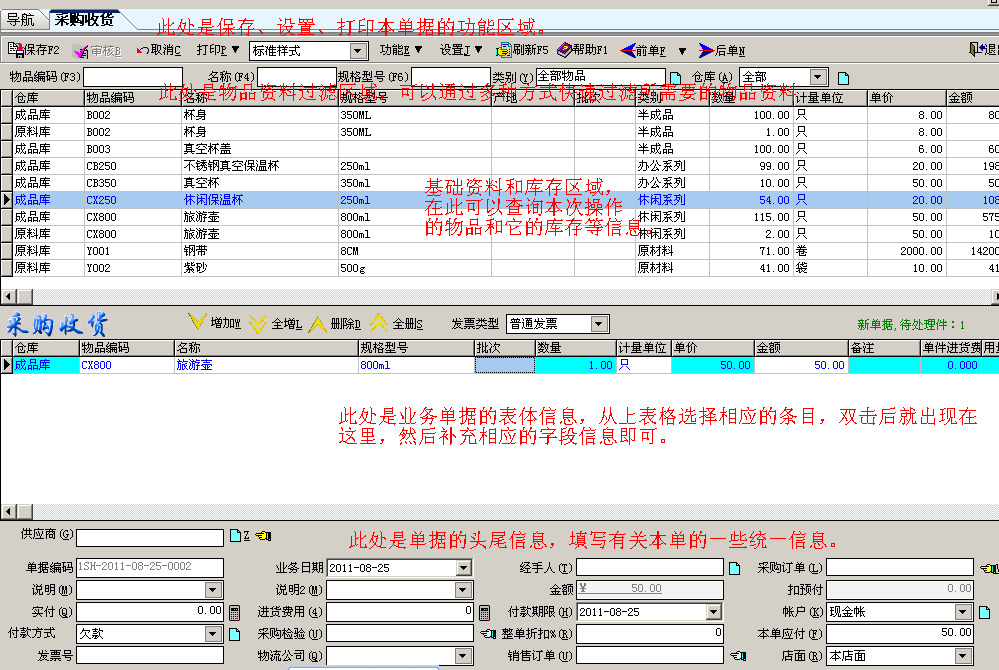 导航 采购收货
此处是保存、设置、打印本单据的功能区域。
保存F2 审核B 取消C 打印P 标准样式 功能E 设置J 刷新F5 帮助F1 前单F 后单N
物品编码(F3) 名称(F4) 规格型号(F6) 类别(Y) 全部物品 仓库(A) 全部
此处是物品资料过滤区域，可以通过多种方式快速过滤所需要的物品资料
仓库 物品编码 名称 规格型号 产地 批次 类别 数量 计量单位 单价 金额
成品库 B002 杯身 350ML 半成品 100.00 只 8.00 80
原料库 B002 杯身 350ML 半成品 1.00 只 8.00
成品库 B003 真空杯盖 半成品 100.00 只 6.00 60
成品库 CB250 不锈钢真空保温杯 250ml 办公系列 99.00 只 20.00 198
成品库 CB350 真空杯 350ml 办公系列 10.00 只 50.00 50
成品库 CX250 休闲保温杯 250ml 休闲系列 54.00 只 20.00 108
成品库 CX800 旅游壶 800ml 休闲系列 115.00 只 50.00 575
原料库 CX800 旅游壶 800ml 休闲系列 2.00 只 50.00 10
原料库 Y001 钢带 8CM 原材料 71.00 卷 2000.00 14200
原料库 Y002 紫砂 500g 原材料 41.00 袋 10.00 41
基础资料和库存区域，
在此可以查询本次操作
的物品和它的库存等信息。
采购收货 增加W 全增L 删除D 全删S 发票类型 普通发票 新单据,待处理件：1
仓库 物品编码 名称 规格型号 批次 数量 计量单位 单价 金额 备注 单件进货费用
成品库 CX800 旅游壶 800ml 1.00 只 50.00 50.00 0.000
此处是业务单据的表体信息，从上表格选择相应的条目，双击后就出现在
这里，然后补充相应的字段信息即可。
供应商(G) Z
此处是单据的头尾信息，填写有关本单的一些统一信息。
单据编码 1SH-2011-08-25-0002 业务日期 2011-08-25 经手人(T) 采购订单(L)
说明(M) 说明2(M) 金额 ¥ 50.00 扣预付 0.00
实付(Q) 0.00 进货费用(4) 0 付款期限(H) 2011-08-25 帐户(K) 现金帐
付款方式 欠款 采购检验(U) 整单折扣%(R) 0 本单应付(F) 50.00
发票号 物流公司(Q) 销售订单(U) 店面(R) 本店面